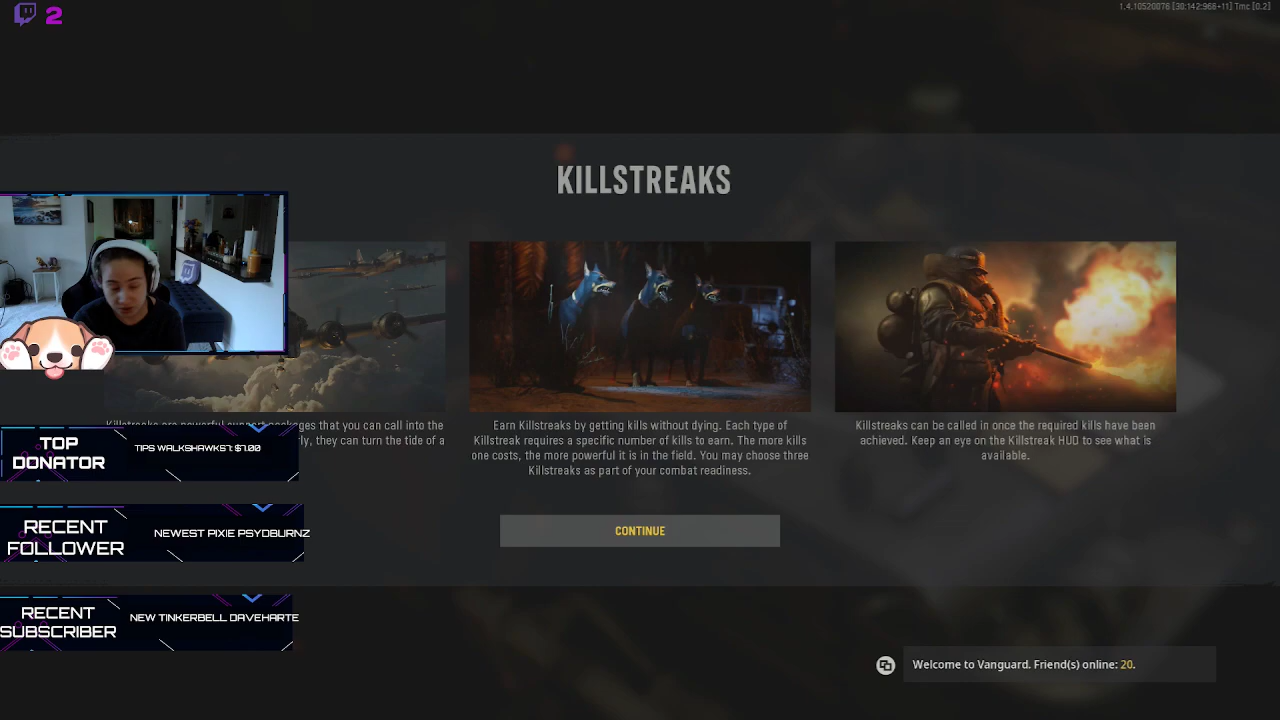 2
1.4.10520076 [30:142:966+11] Tmc [0.2]
KILLSTREAKS
Killstreaks are powerful support packages that you can call into the
rly, they can turn the tide of a
Earn Killstreaks by getting kills without dying. Each type of
Killstreak requires a specific number of kills to earn. The more kills
one costs, the more powerful it is in the field. You may choose three
Killstreaks as part of your combat readiness.
Killstreaks can be called in once the required kills have been
achieved. Keep an eye on the Killstreak HUD to see what is
available.
TOP
DONATOR
TIPS WALKSHAWKS7: $1.00
RECENT
FOLLOWER
NEWEST PIXIE PSYDBURNZ
RECENT
SUBSCRIBER
NEW TINKERBELL DAVEHARTE
CONTINUE
Welcome to Vanguard. Friend(s) online: 20.